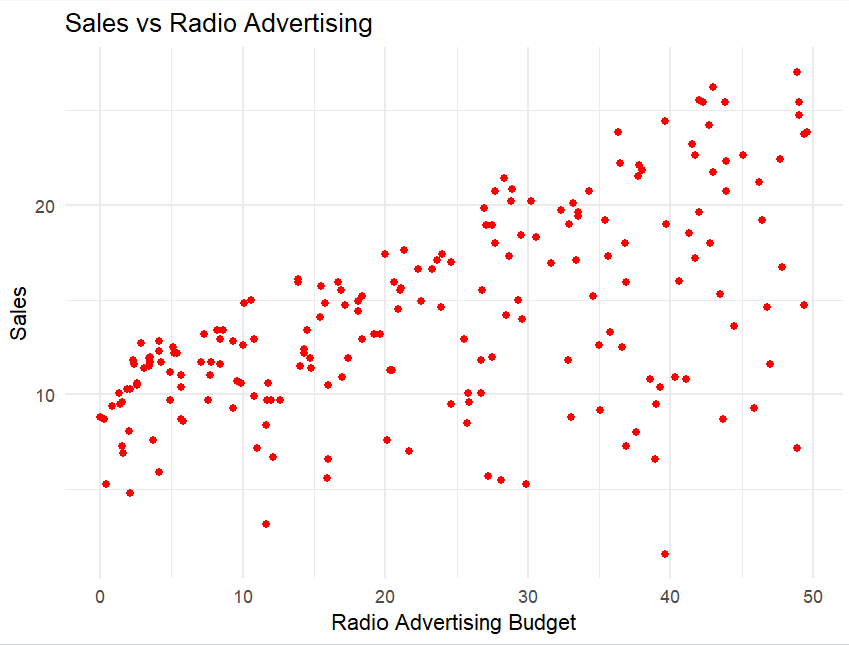 Sales vs Radio Advertising
20
10
Sales
0 10 20 30 40 50
Radio Advertising Budget